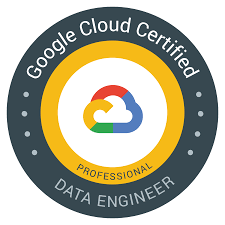 Google Cloud Certified
PROFESSIONAL
DATA ENGINEER